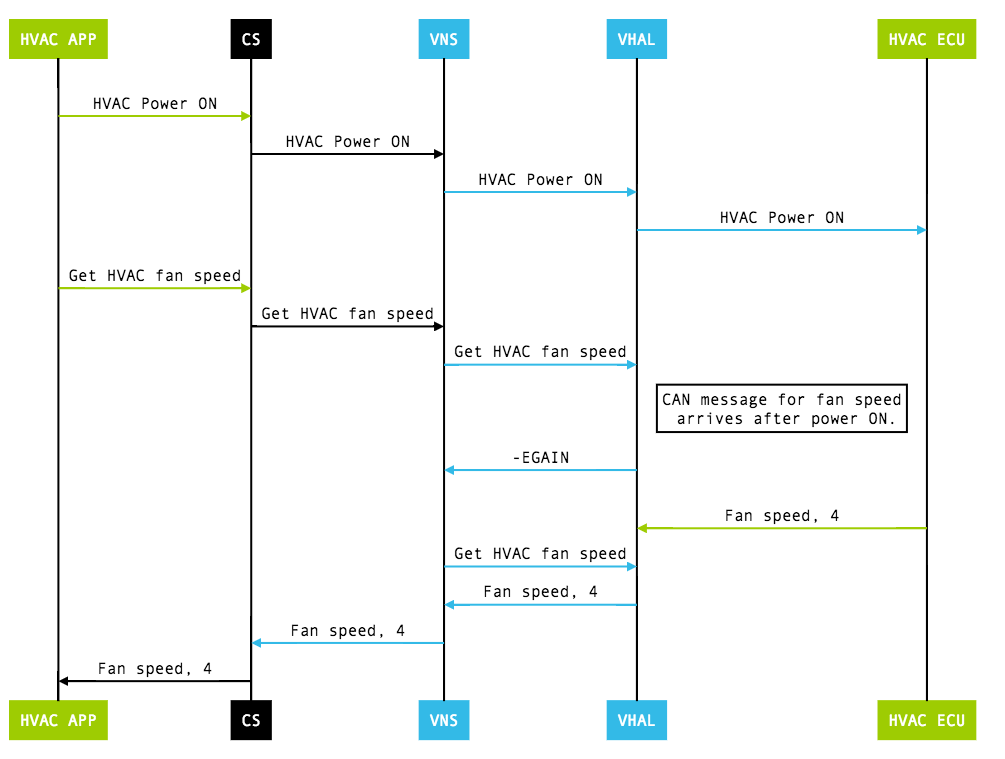 HVAC APP CS VNS VHAL HVAC ECU
HVAC Power ON
HVAC Power ON
HVAC Power ON
HVAC Power ON
Get HVAC fan speed
Get HVAC fan speed
Get HVAC fan speed
CAN message for fan speed
arrives after power ON.
-EGAIN
Fan speed, 4
Get HVAC fan speed
Fan speed, 4
Fan speed, 4
Fan speed, 4
HVAC APP CS VNS VHAL HVAC ECU